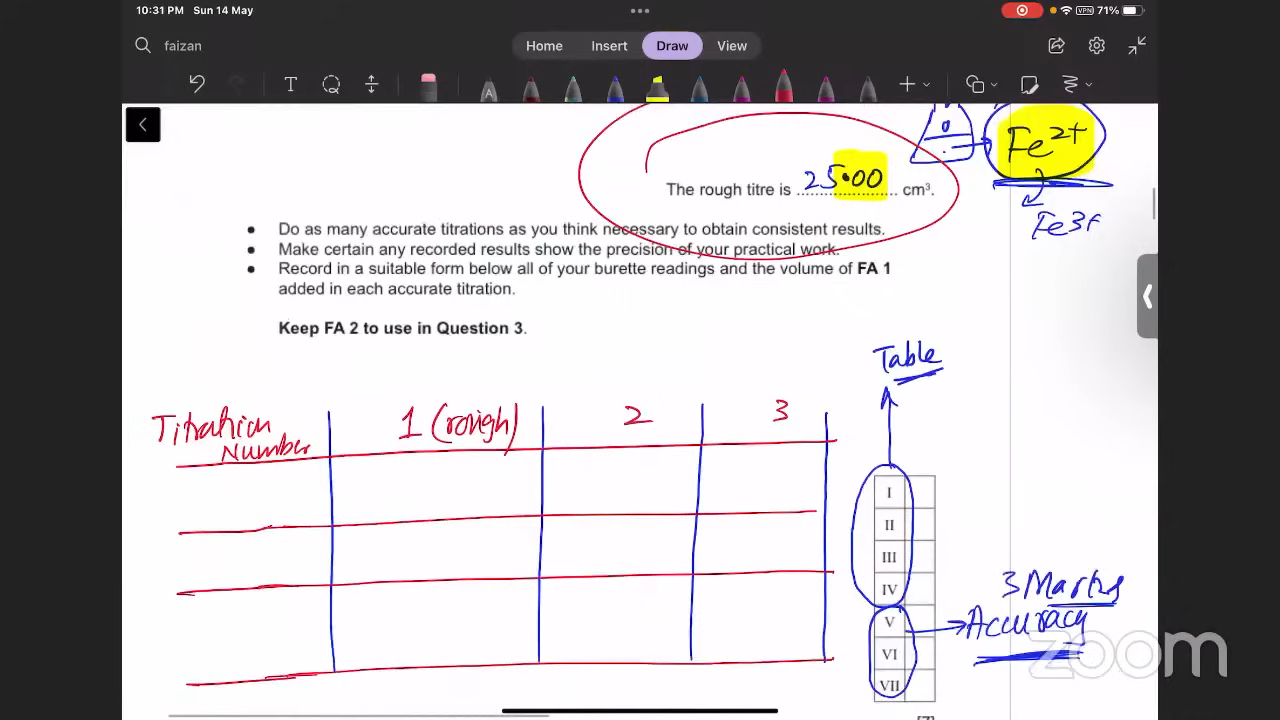 10:31 PM Sun 14 May
VPN 71%
faizan
Home Insert Draw View
Fe2+
Fe3+
The rough titre is 25.00 cm³.
• Do as many accurate titrations as you think necessary to obtain consistent results.
• Make certain any recorded results show the precision of your practical work.
• Record in a suitable form below all of your burette readings and the volume of FA 1
added in each accurate titration.
Keep FA 2 to use in Question 3.
Table
Titration
Number
1 (rough)
2
3
I
II
III
IV
V
VI
VII
3 Marks
Accuracy
zoom